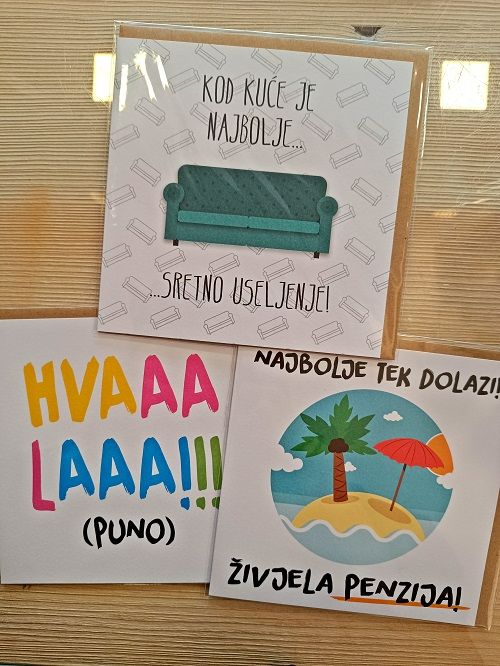 KOD KUĆE JE
NAJBOLJE...
...SRETNO USELJENJE!
HVAAA
LAAA!!!
(PUNO)
NAJBOLJE TEK DOLAZI!
ŽIVJELA PENZIJA!